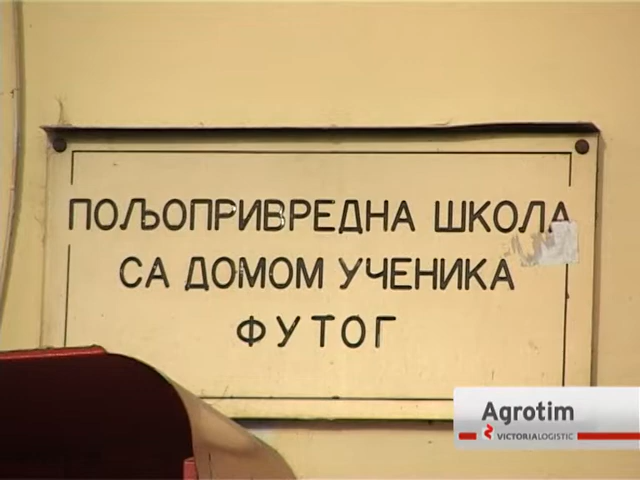 ПОЉОПРИВРЕДНА ШКОЛА
СА ДОМОМ УЧЕНИКА
ФУТОГ
Agrotim
VICTORIALOGISTIC